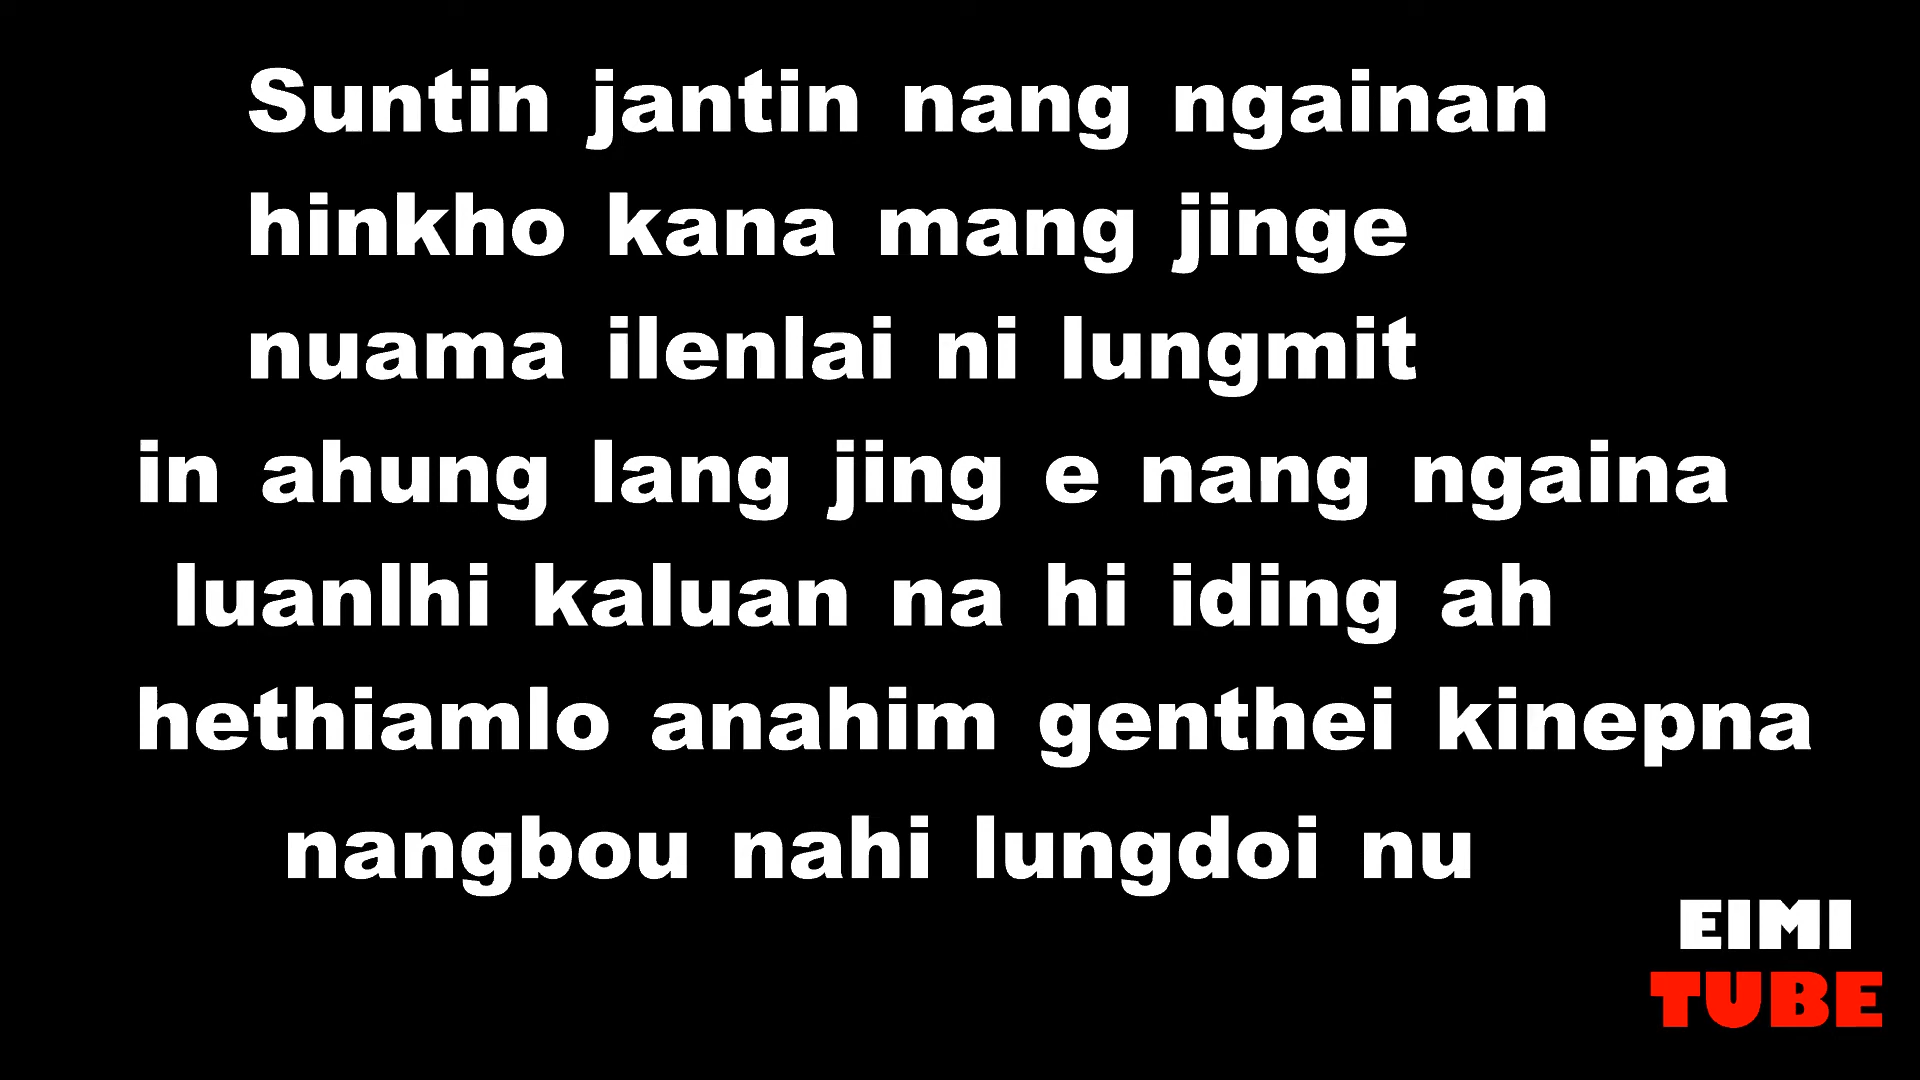 Suntin jantin nang ngainan
hinkho kana mang jinge
nuama ilenlai ni lungmit
in ahung lang jing e nang ngaina
luanlhi kaluan na hi iding ah
hethiamlo anahim genthei kinepna
nangbou nahi lungdoi nu
EIMI
TUBE